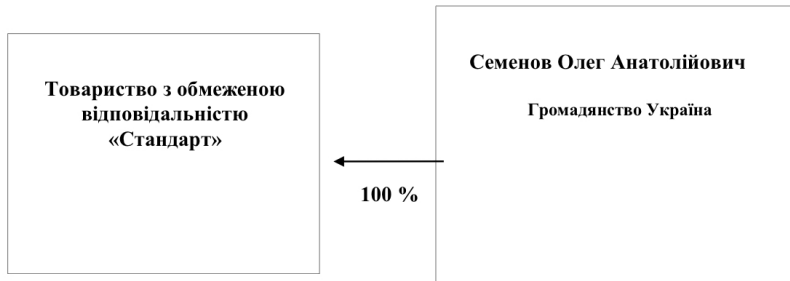 Товариство з обмеженою
відповідальністю
«Стандарт»
Семенов Олег Анатолійович
Громадянство Україна
100 %